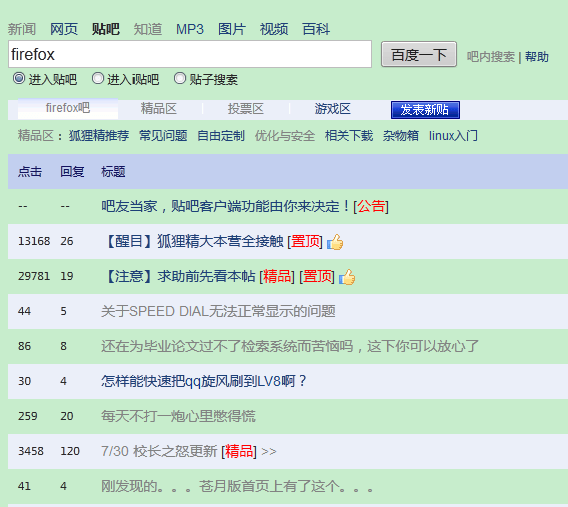 新闻 网页 贴吧 知道 MP3 图片 视频 百科
firefox 百度一下 吧内搜索 | 帮助
进入贴吧 进入i贴吧 贴子搜索
firefox吧 精品区 投票区 游戏区 发表新贴
精品区： 狐狸精推荐 常见问题 自由定制 优化与安全 相关下载 杂物箱 linux入门
点击 回复 标题
-- -- 吧友当家，贴吧客户端功能由你来决定！[公告]
13168 26 【醒目】狐狸精大本营全接触 [置顶]
29781 19 【注意】求助前先看本帖 [精品] [置顶]
44 5 关于SPEED DIAL无法正常显示的问题
86 8 还在为毕业论文过不了检索系统而苦恼吗，这下你可以放心了
30 4 怎样能快速把qq旋风刷到LV8啊？
259 20 每天不打一炮心里憋得慌
3458 120 7/30 校长之怒更新 [精品] >>
41 4 刚发现的。。。苍月版首页上有了这个。。。